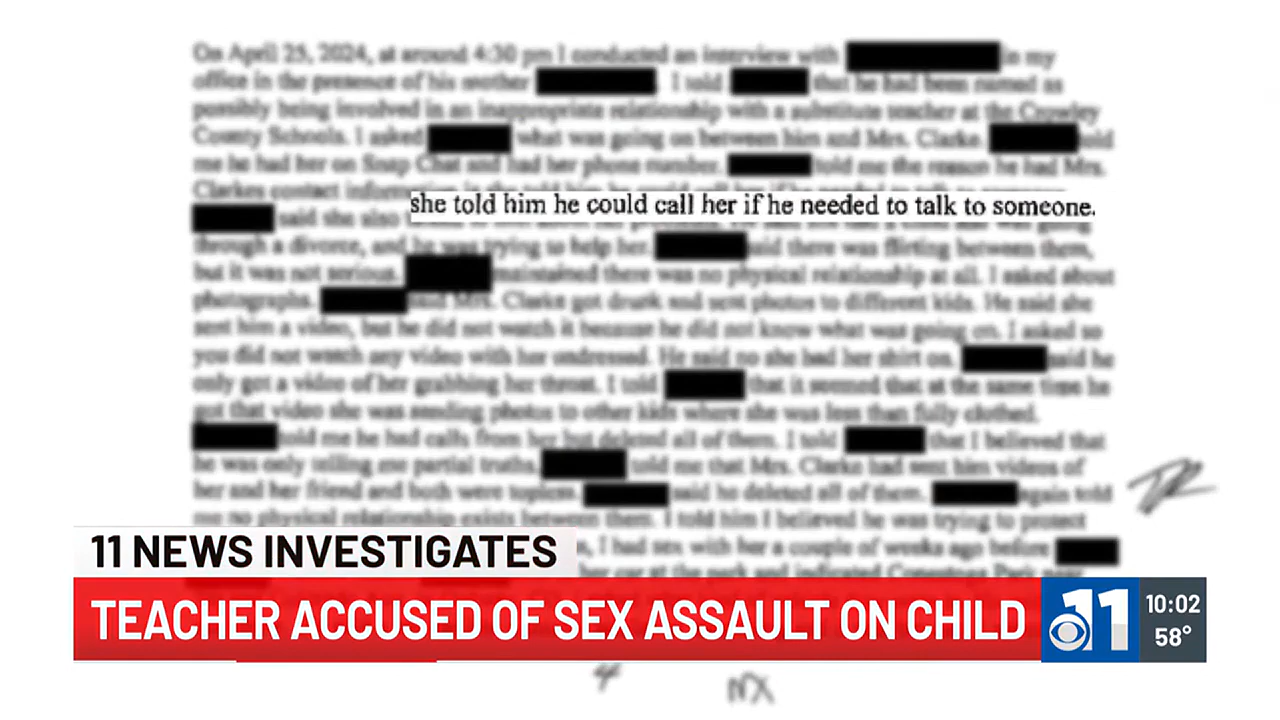 On April 25, 2024, at around 4:30 pm I conducted an interview with in my
office in the presence of his mother . I told that he had been named as
possibly being involved in an inappropriate relationship with a substitute teacher at the Crowley
County Schools. I asked what was going on between him and Mrs. Clarke. told
me he had her on Snap Chat and had her phone number. told me the reason he had Mrs.
Clarkes contact information
she told him he could call her if he needed to talk to someone.
said she also going
through a divorce, and he was trying to help her. said there was flirting between them,
but it was not serious. maintained there was no physical relationship at all. I asked about
photographs. said Mrs. Clarke got drunk and sent photos to different kids. He said she
sent him a video, but he did not watch it because he did not know what was going on. I asked so
you did not watch any video with her undressed. He said no she had her shirt on. said he
only got a video of her grabbing her throat. I told that it seemed that at the same time he
got that video she was sending photos to other kids where she was less than fully clothed.
told me he had calls from her but deleted all of them. I told that I believed that
he was only telling me partial truths. told me that Mrs. Clarke had sent him videos of
her and her friend and both were topless. said he deleted all of them. again told
me no physical relationship exists between them. I told him I believed he was trying to protect
, I had sex with her a couple of weeks ago before
her car at the park and indicated Park
11 NEWS INVESTIGATES
TEACHER ACCUSED OF SEX ASSAULT ON CHILD
11
10:02
58°